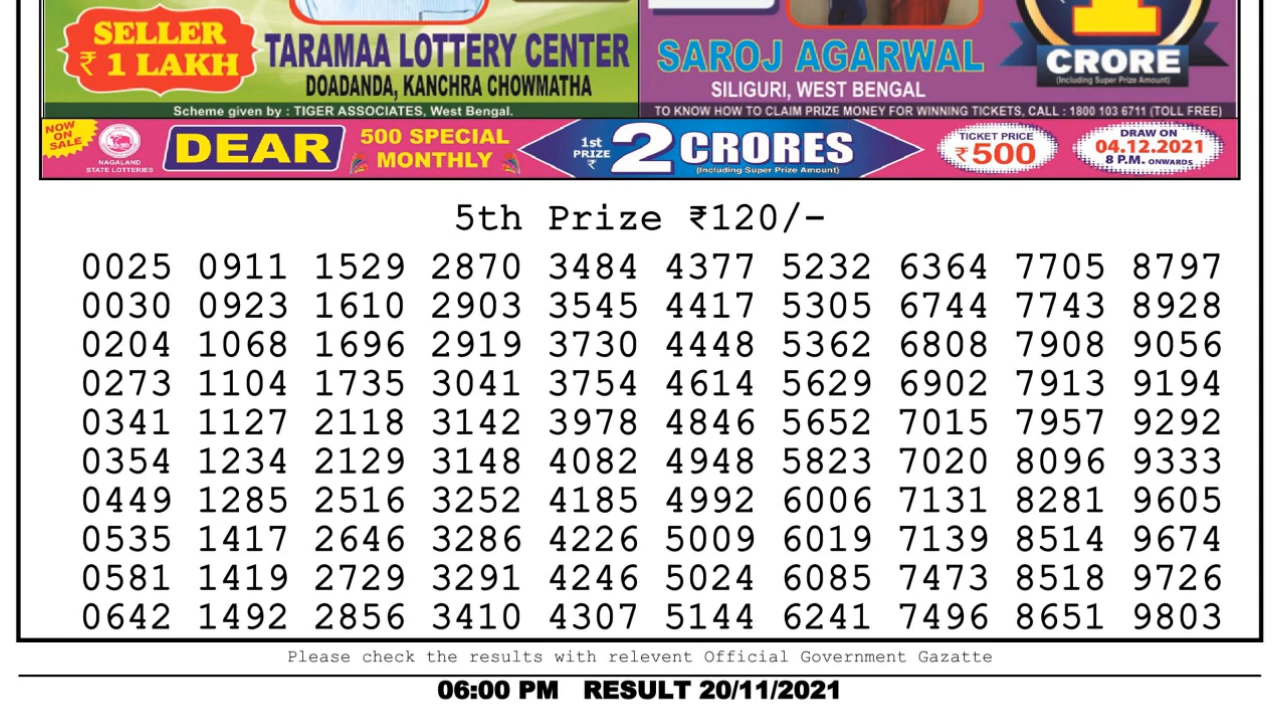 SELLER
₹ 1 LAKH
TARAMAA LOTTERY CENTER
DOADANDA, KANCHRA CHOWMATHA
Scheme given by : TIGER ASSOCIATES, West Bengal.
SAROJ AGARWAL
SILIGURI, WEST BENGAL
1
CRORE
(Including Super Prize Amount)
TO KNOW HOW TO CLAIM PRIZE MONEY FOR WINNING TICKETS, CALL : 1800 103 6711 (TOLL FREE)
NOW
ON
SALE
NAGALAND
STATE LOTTERIES
DEAR
500 SPECIAL
MONTHLY
1st
PRIZE
₹
2 CRORES
(Including Super Prize Amount)
TICKET PRICE
₹500
DRAW ON
04.12.2021
8 P.M. ONWARDS
5th Prize ₹120/-
0025 0911 1529 2870 3484 4377 5232 6364 7705 8797
0030 0923 1610 2903 3545 4417 5305 6744 7743 8928
0204 1068 1696 2919 3730 4448 5362 6808 7908 9056
0273 1104 1735 3041 3754 4614 5629 6902 7913 9194
0341 1127 2118 3142 3978 4846 5652 7015 7957 9292
0354 1234 2129 3148 4082 4948 5823 7020 8096 9333
0449 1285 2516 3252 4185 4992 6006 7131 8281 9605
0535 1417 2646 3286 4226 5009 6019 7139 8514 9674
0581 1419 2729 3291 4246 5024 6085 7473 8518 9726
0642 1492 2856 3410 4307 5144 6241 7496 8651 9803
Please check the results with relevent Official Government Gazatte
06:00 PM RESULT 20/11/2021